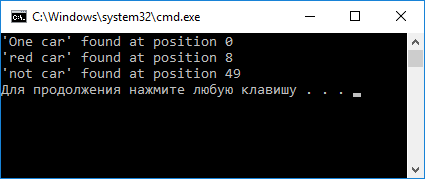 C:\Windows\system32\cmd.exe
'One car' found at position 0
'red car' found at position 8
'not car' found at position 49
Для продолжения нажмите любую клавишу . . .